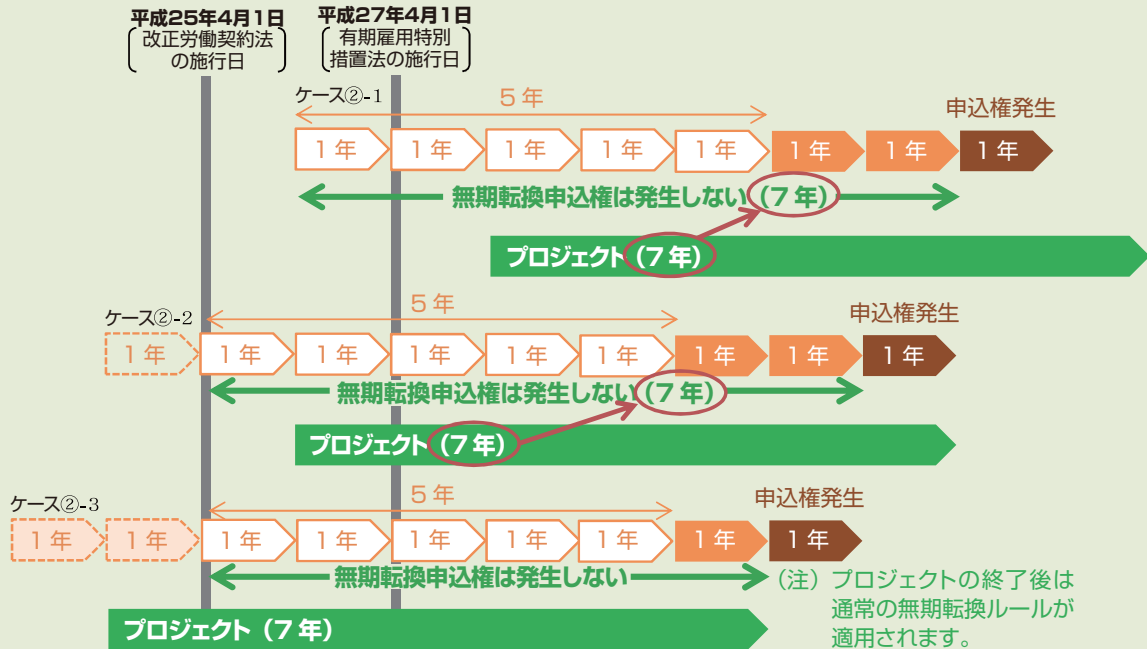 平成25年4月1日
改正労働契約法
の施行日
平成27年4月1日
有期雇用特別
措置法の施行日
ケース②-1
5年
申込権発生
1年 1年 1年 1年 1年 1年 1年 1年
無期転換申込権は発生しない(7年)
プロジェクト(7年)
ケース②-2
5年
申込権発生
1年 1年 1年 1年 1年 1年 1年 1年 1年
無期転換申込権は発生しない(7年)
プロジェクト(7年)
ケース②-3
5年
申込権発生
1年 1年 1年 1年 1年 1年 1年 1年 1年
無期転換申込権は発生しない
(注)プロジェクトの終了後は
通常の無期転換ルールが
適用されます。
プロジェクト(7年)